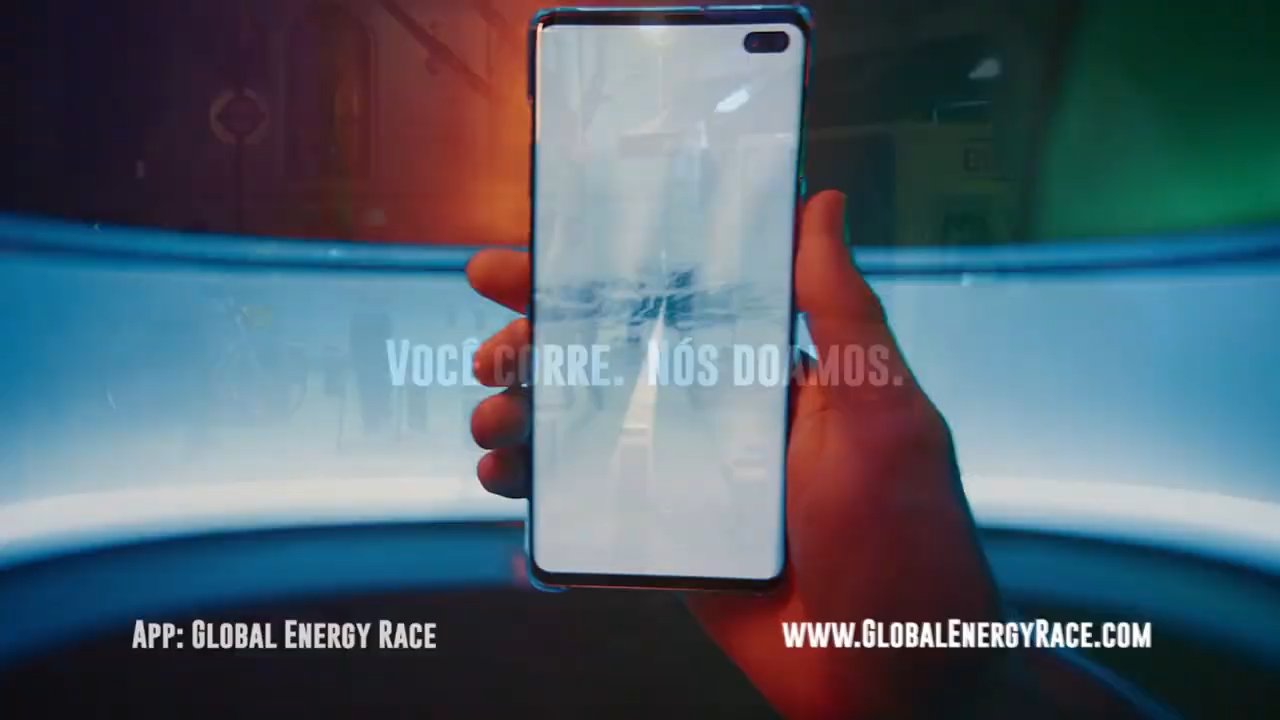 VOCÊ CORRE. NÓS DOAMOS.
APP: GLOBAL ENERGY RACE
WWW.GLOBALENERGYRACE.COM